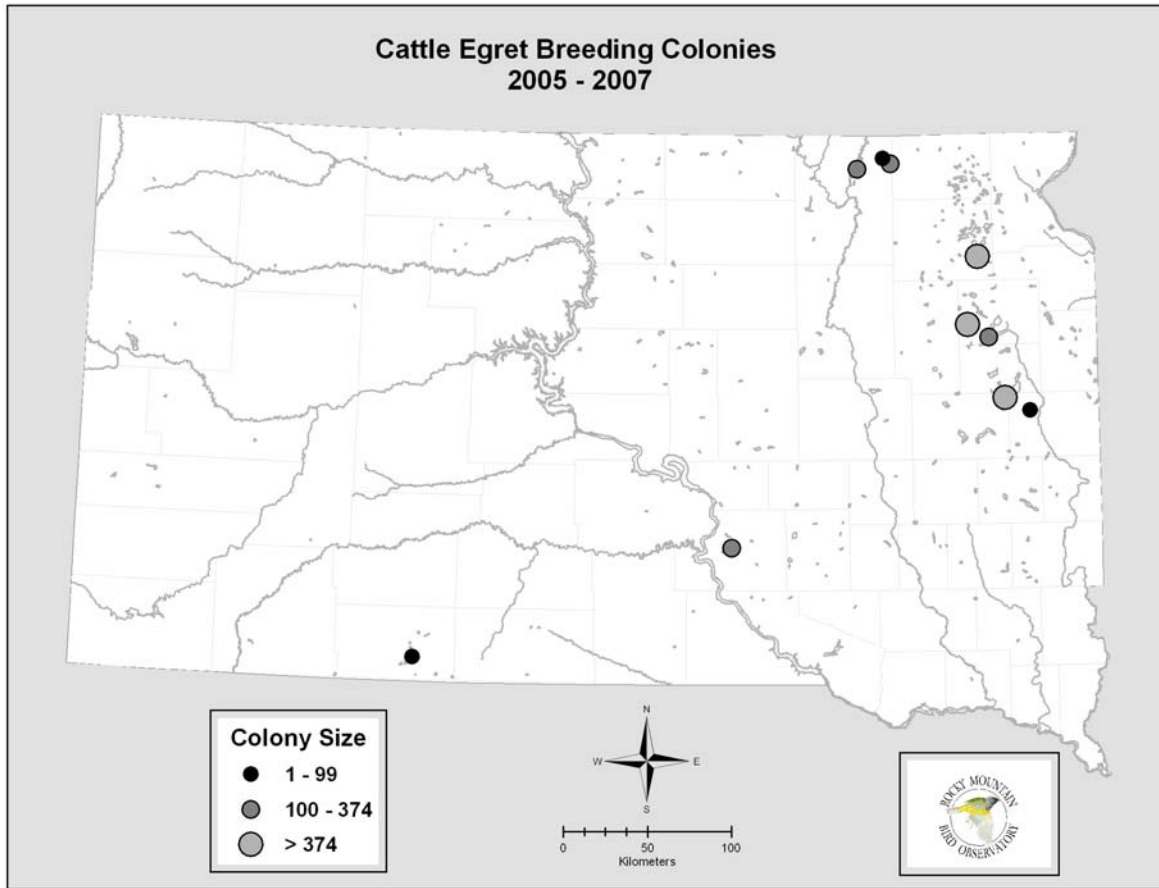 Cattle Egret Breeding Colonies
2005 - 2007
Colony Size
1 - 99
100 - 374
> 374
N
W E
S
0 50 100
Kilometers
ROCKY MOUNTAIN
BIRD OBSERVATORY